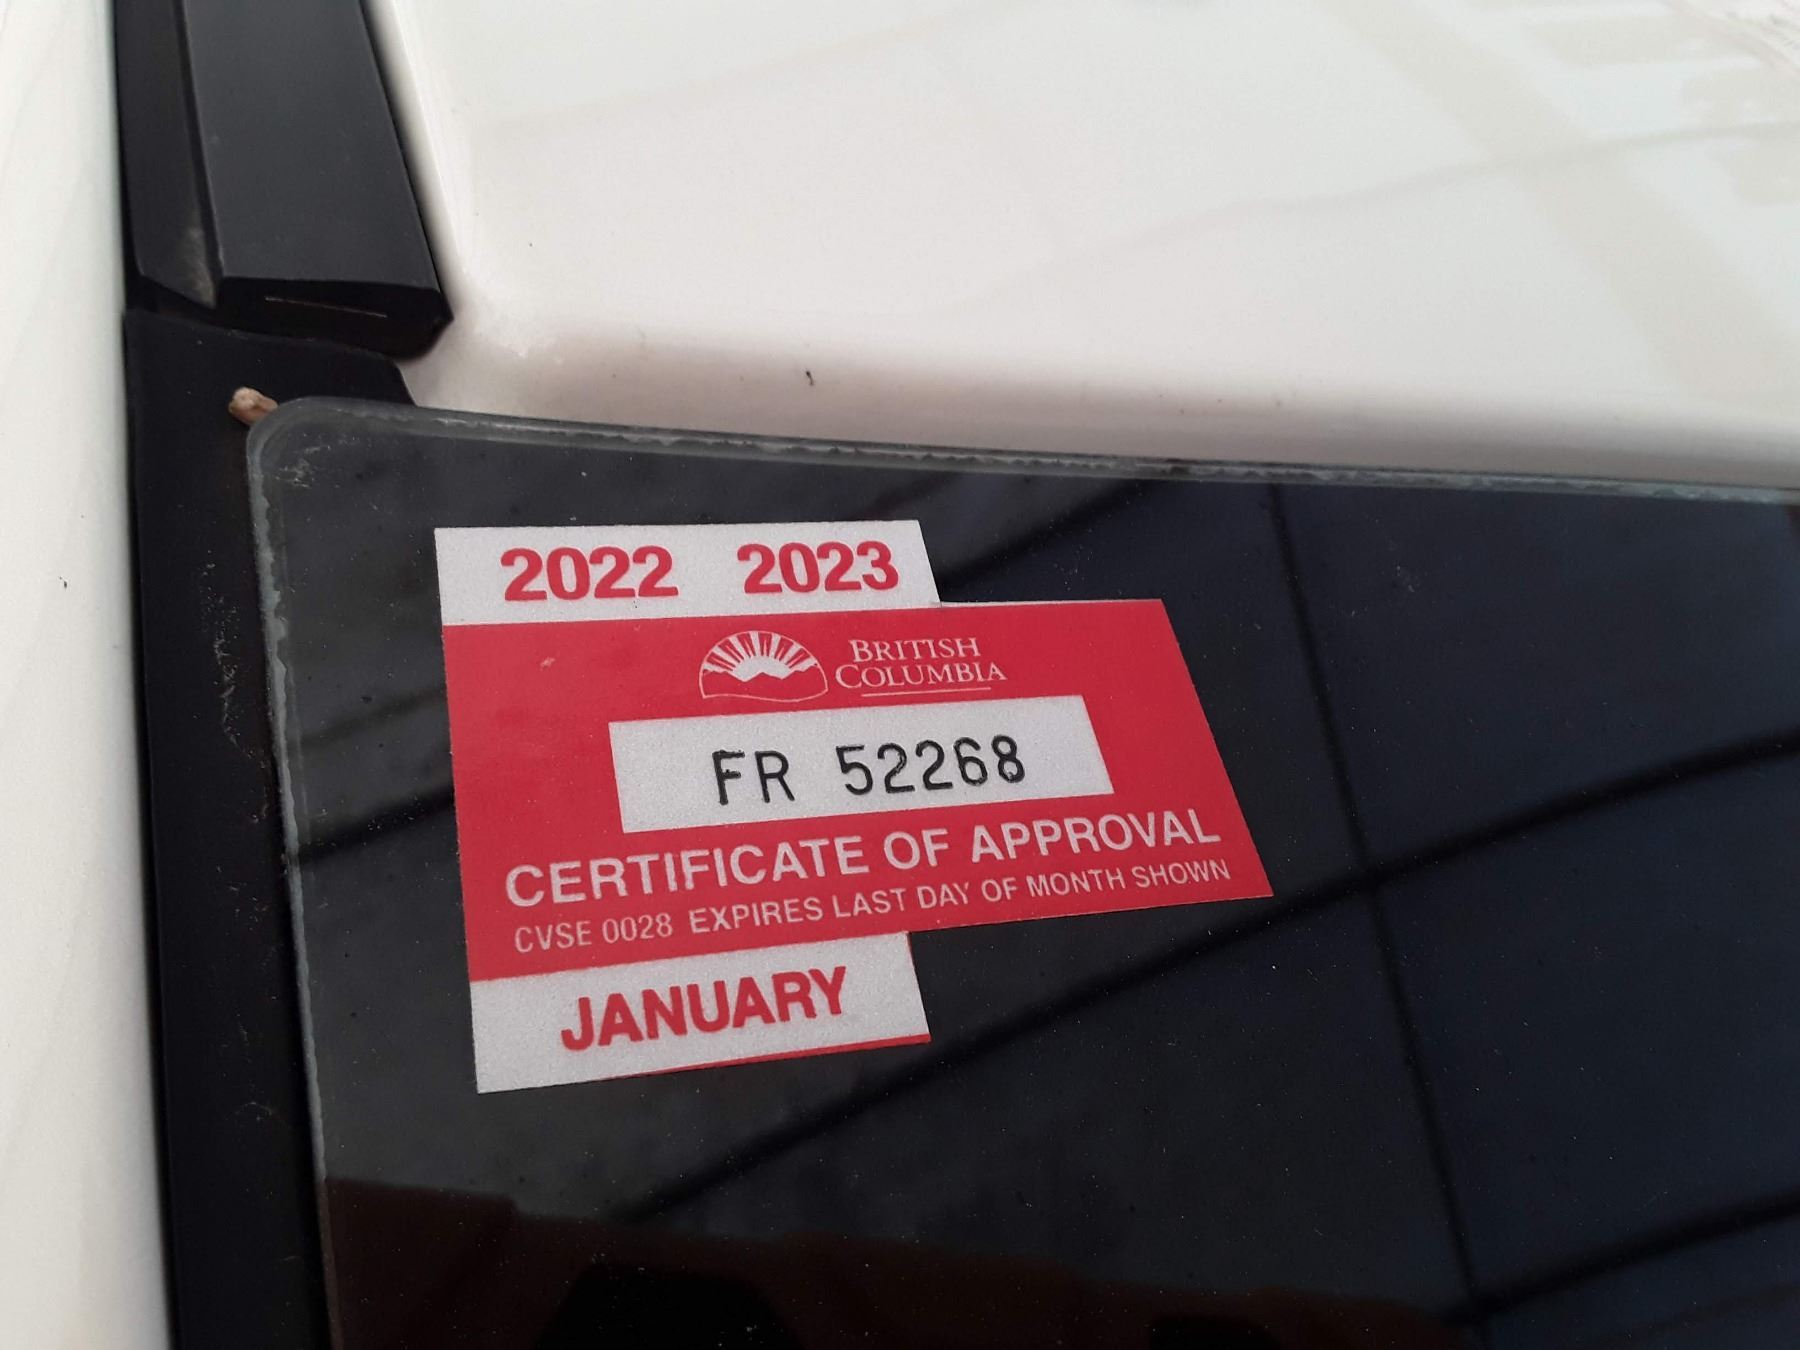 2022 2023
BRITISH
COLUMBIA
FR 52268
CERTIFICATE OF APPROVAL
CVSE 0028 EXPIRES LAST DAY OF MONTH SHOWN
JANUARY